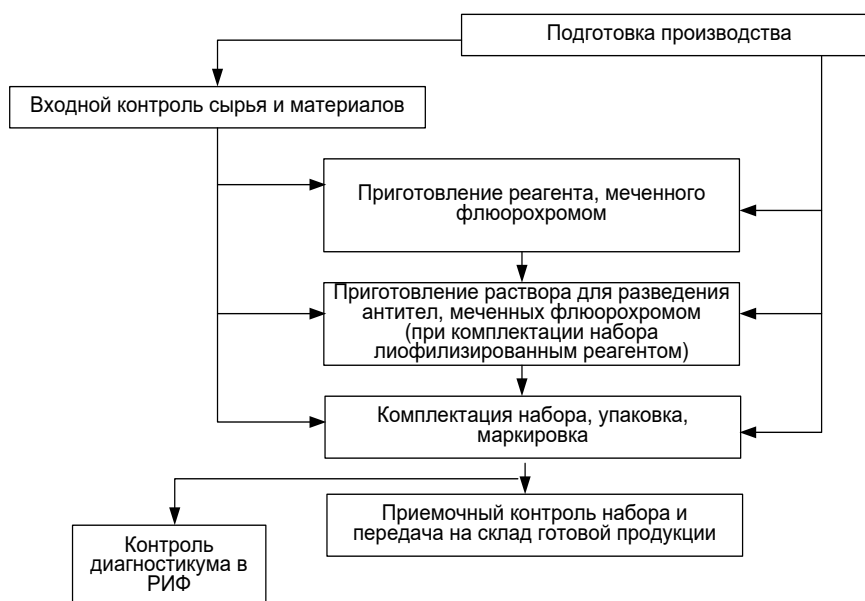 Подготовка производства
Входной контроль сырья и материалов
Приготовление реагента, меченного
флюорохромом
Приготовление раствора для разведения
антител, меченных флюорохромом
(при комплектации набора
лиофилизированным реагентом)
Комплектация набора, упаковка,
маркировка
Приемочный контроль набора и
передача на склад готовой продукции
Контроль
диагностикума в
РИФ